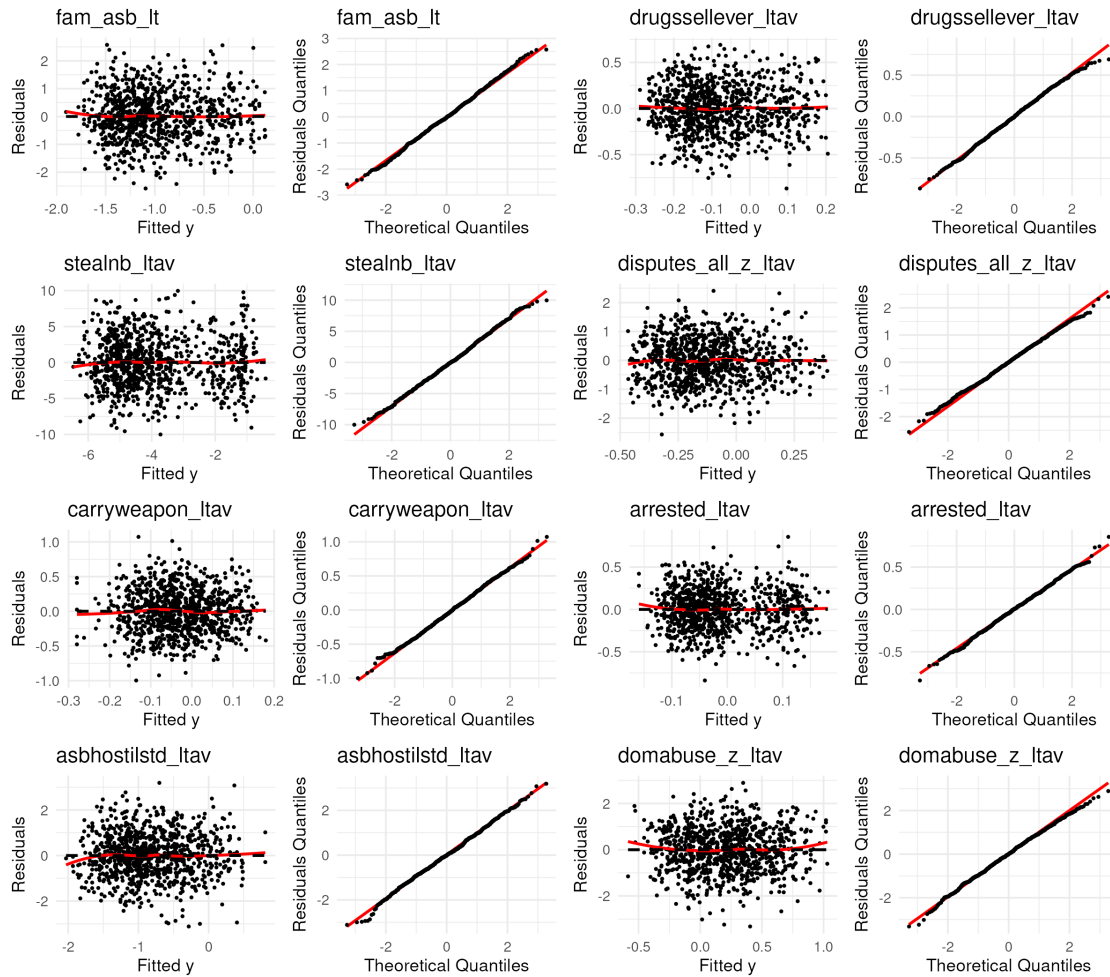 fam_asb_lt
Residuals
2
1
0
-1
-2
-2.0 -1.5 -1.0 -0.5 0.0
Fitted y
fam_asb_lt
Residuals Quantiles
3
2
1
0
-1
-2
-3
-2 0 2
Theoretical Quantiles
drugssellever_ltav
Residuals
0.5
0.0
-0.5
-0.3 -0.2 -0.1 0.0 0.1 0.2
Fitted y
drugssellever_ltav
Residuals Quantiles
0.5
0.0
-0.5
-2 0 2
Theoretical Quantiles
stealnb_ltav
Residuals
10
5
0
-5
-10
-6 -4 -2
Fitted y
stealnb_ltav
Residuals Quantiles
10
5
0
-5
-10
-2 0 2
Theoretical Quantiles
disputes_all_z_ltav
Residuals
2
1
0
-1
-2
-0.50 -0.25 0.00 0.25
Fitted y
disputes_all_z_ltav
Residuals Quantiles
2
1
0
-1
-2
-2 0 2
Theoretical Quantiles
carryweapon_ltav
Residuals
1.0
0.5
0.0
-0.5
-1.0
-0.3 -0.2 -0.1 0.0 0.1 0.2
Fitted y
carryweapon_ltav
Residuals Quantiles
1.0
0.5
0.0
-0.5
-1.0
-2 0 2
Theoretical Quantiles
arrested_ltav
Residuals
0.5
0.0
-0.5
-0.1 0.0 0.1
Fitted y
arrested_ltav
Residuals Quantiles
0.5
0.0
-0.5
-2 0 2
Theoretical Quantiles
asbhostilstd_ltav
Residuals
2
0
-2
-2 -1 0
Fitted y
asbhostilstd_ltav
Residuals Quantiles
2
0
-2
-2 0 2
Theoretical Quantiles
domabuse_z_ltav
Residuals
2
0
-2
-0.5 0.0 0.5 1.0
Fitted y
domabuse_z_ltav
Residuals Quantiles
2
0
-2
-2 0 2
Theoretical Quantiles